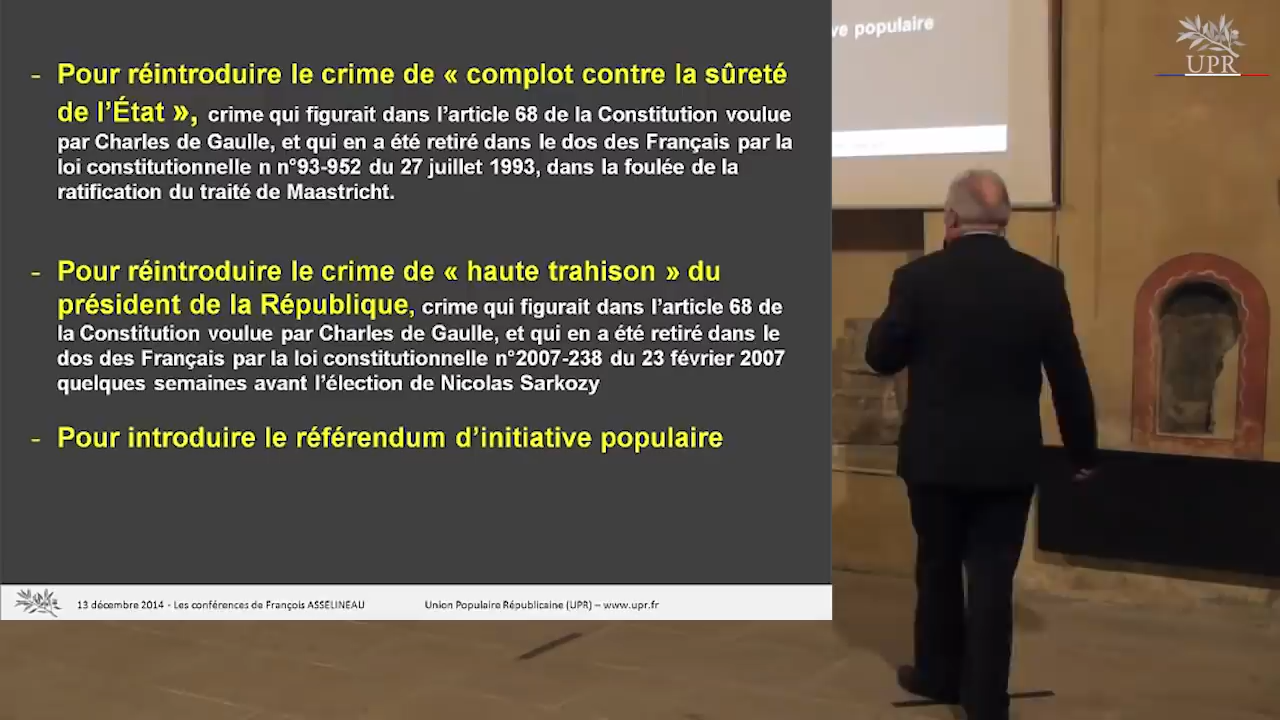 - Pour réintroduire le crime de « complot contre la sûreté
de l'État », crime qui figurait dans l'article 68 de la Constitution voulue
par Charles de Gaulle, et qui en a été retiré dans le dos des Français par la
loi constitutionnelle n n°93-952 du 27 juillet 1993, dans la foulée de la
ratification du traité de Maastricht.
- Pour réintroduire le crime de « haute trahison » du
président de la République, crime qui figurait dans l'article 68 de
la Constitution voulue par Charles de Gaulle, et qui en a été retiré dans le
dos des Français par la loi constitutionnelle n°2007-238 du 23 février 2007
quelques semaines avant l'élection de Nicolas Sarkozy
- Pour introduire le référendum d'initiative populaire
13 décembre 2014 - Les conférences de François ASSELINEAU Union Populaire Républicaine (UPR) – www.upr.fr
ve populaire
UPR